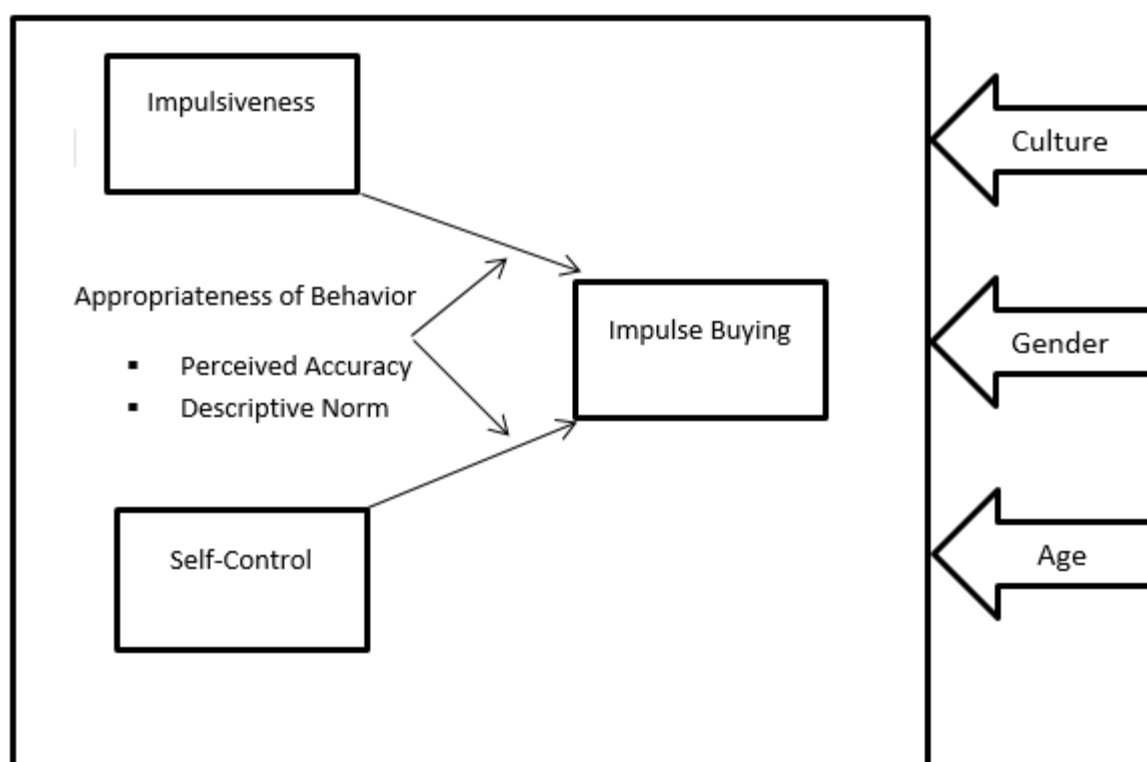 Impulsiveness
Culture
Appropriateness of Behavior
▪ Perceived Accuracy
▪ Descriptive Norm
Impulse Buying
Gender
Self-Control
Age